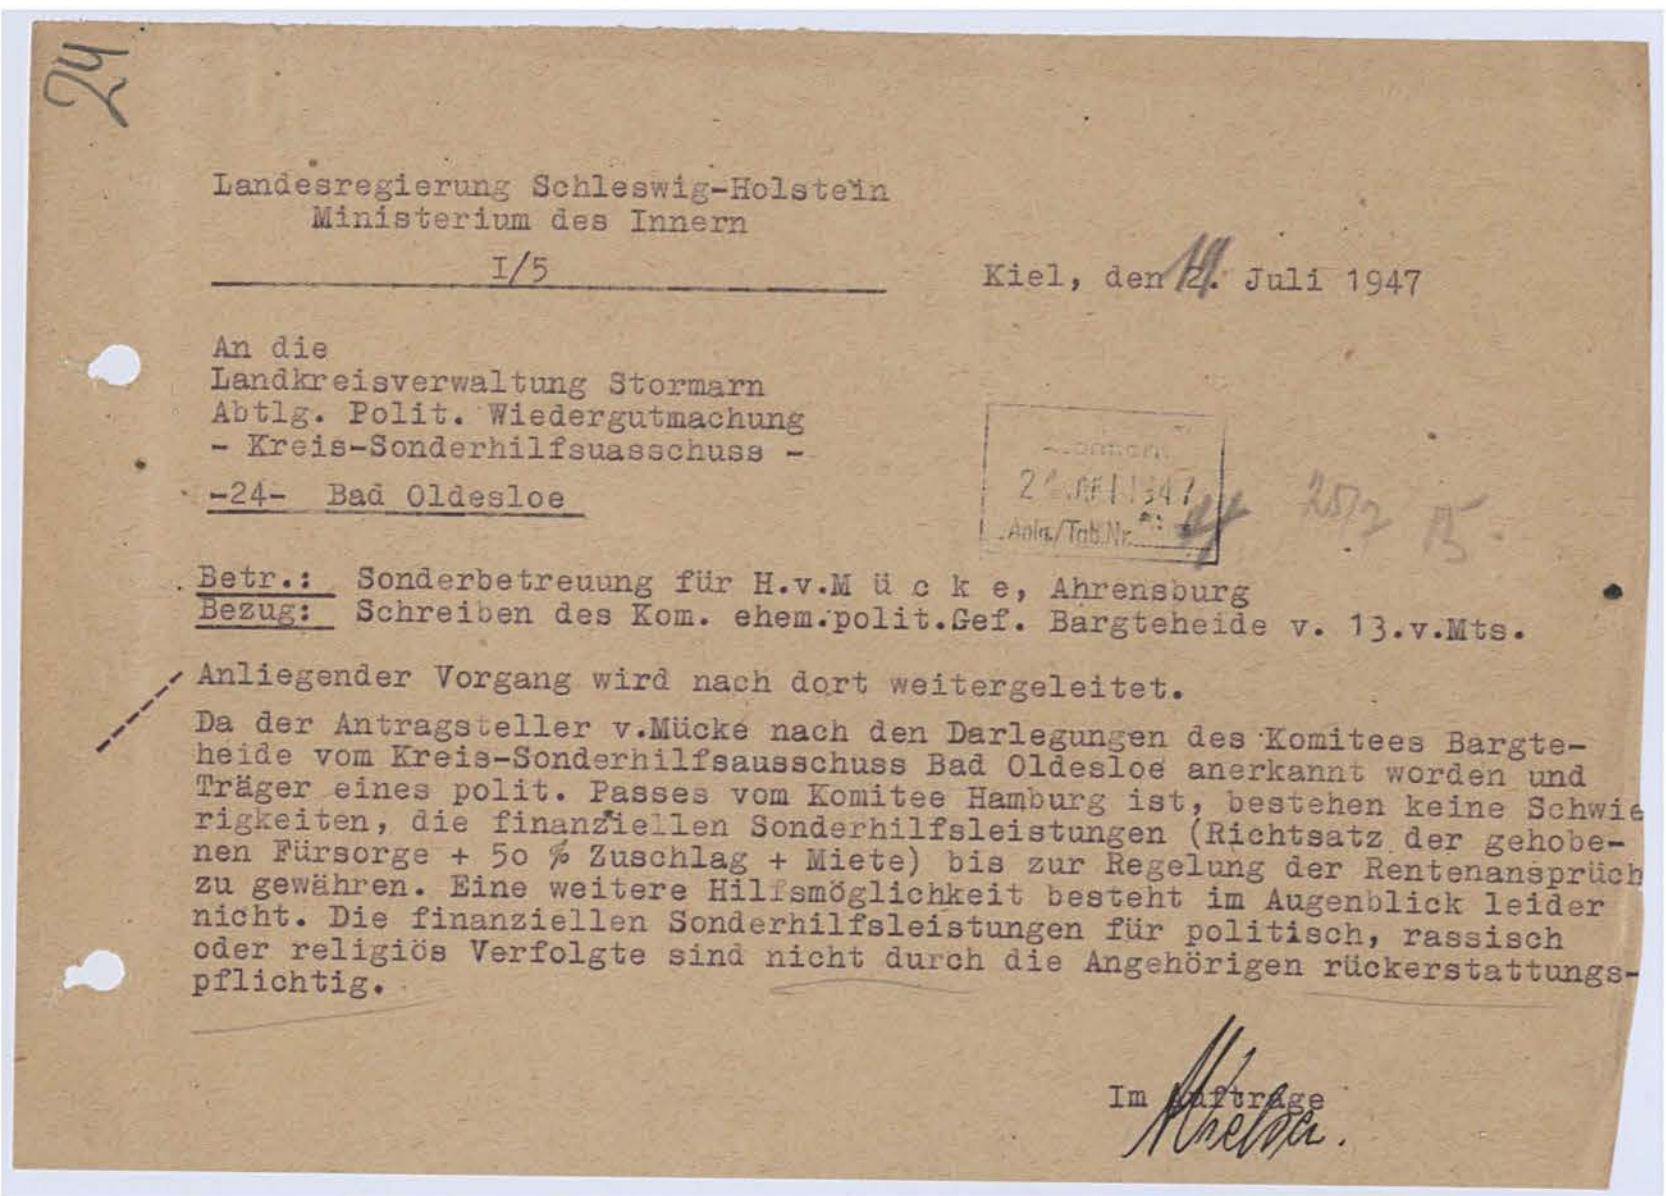 24
Landesregierung Schleswig-Holstein
Ministerium des Innern
I/5
Kiel, den Juli 1947
An die
Landkreisverwaltung Stormarn
Abtlg. Polit. Wiedergutmachung
- Kreis-Sonderhilfsuasschuss -
-24- Bad Oldesloe
Anlg./Tgb.Nr.
Betr.: Sonderbetreuung für H.v.M ü c k e, Ahrensburg
Bezug: Schreiben des Kom. ehem.polit.Gef. Bargteheide v. 13.v.Mts.
Anliegender Vorgang wird nach dort weitergeleitet.
Da der Antragsteller v.Mücke nach den Darlegungen des Komitees Bargte-
heide vom Kreis-Sonderhilfsausschuss Bad Oldesloe anerkannt worden und
Träger eines polit. Passes vom Komitee Hamburg ist, bestehen keine Schwie
rigkeiten, die finanziellen Sonderhilfsleistungen (Richtsatz der gehobe-
nen Fürsorge + 50 % Zuschlag + Miete) bis zur Regelung der Rentenansprüch
zu gewähren. Eine weitere Hilfsmöglichkeit besteht im Augenblick leider
nicht. Die finanziellen Sonderhilfsleistungen für politisch, rassisch
oder religiös Verfolgte sind nicht durch die Angehörigen rückerstattungs-
pflichtig.
Im Auftrage